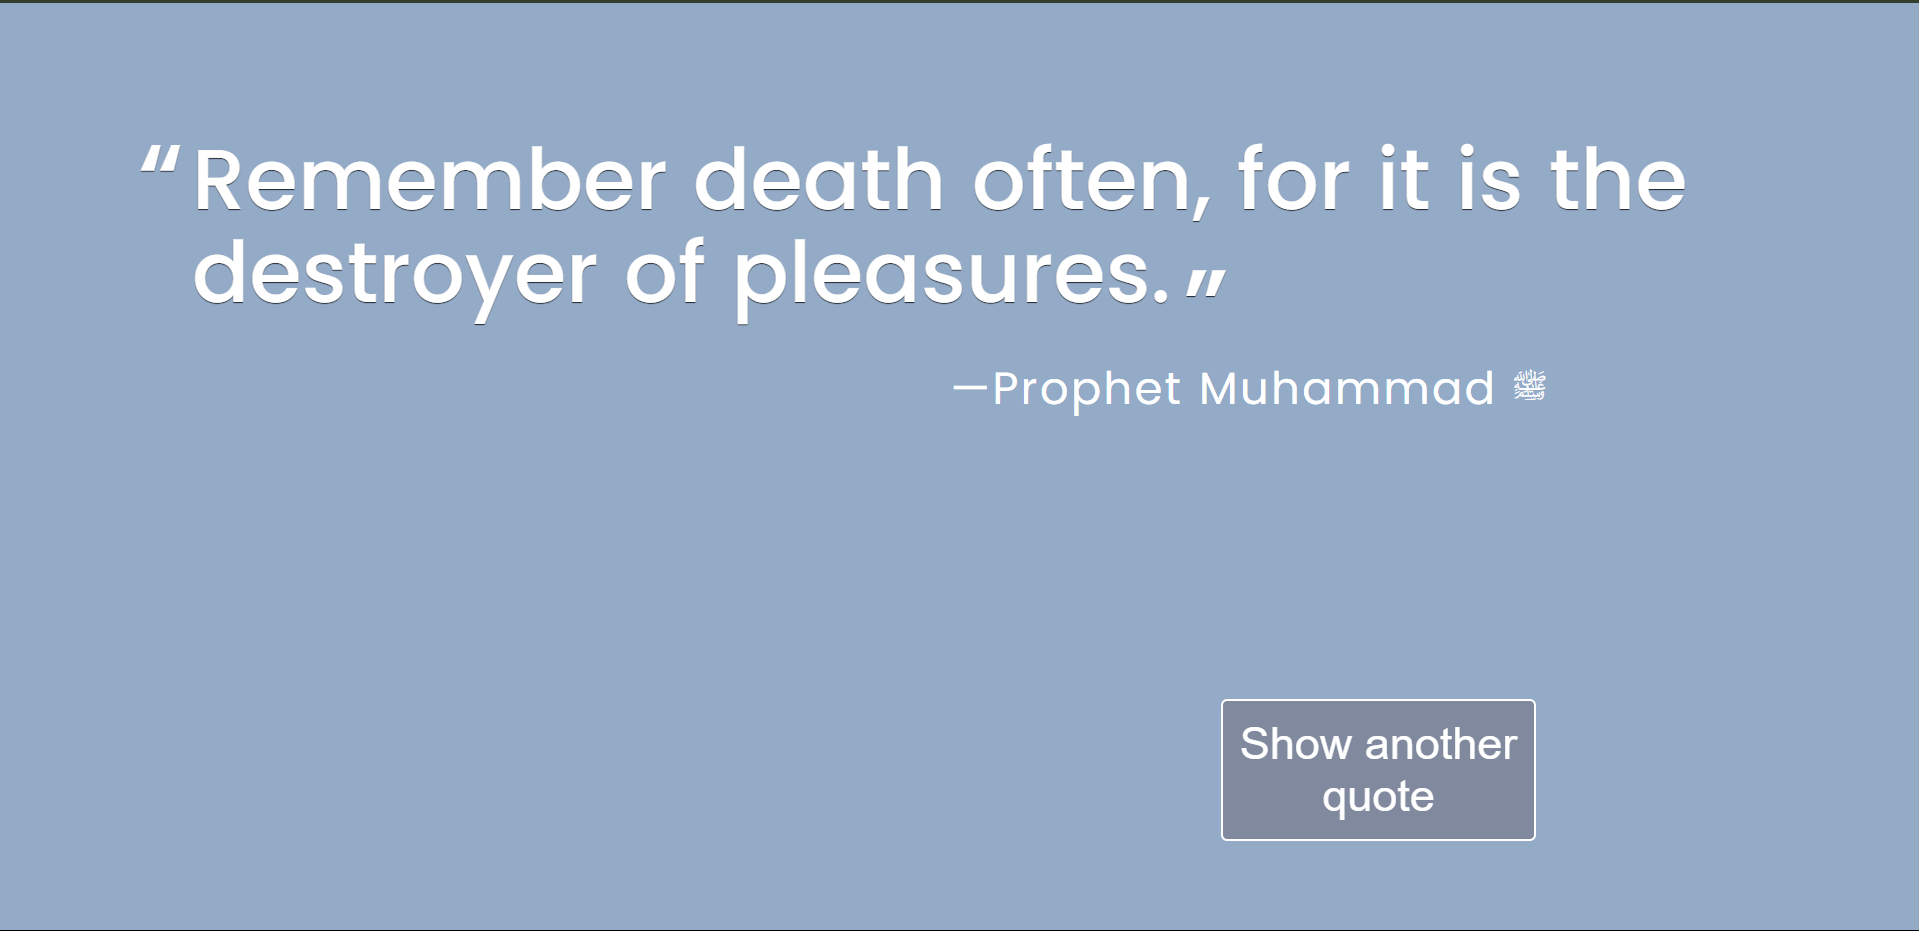 “Remember death often, for it is the
destroyer of pleasures.”
—Prophet Muhammad ﷺ
Show another
quote